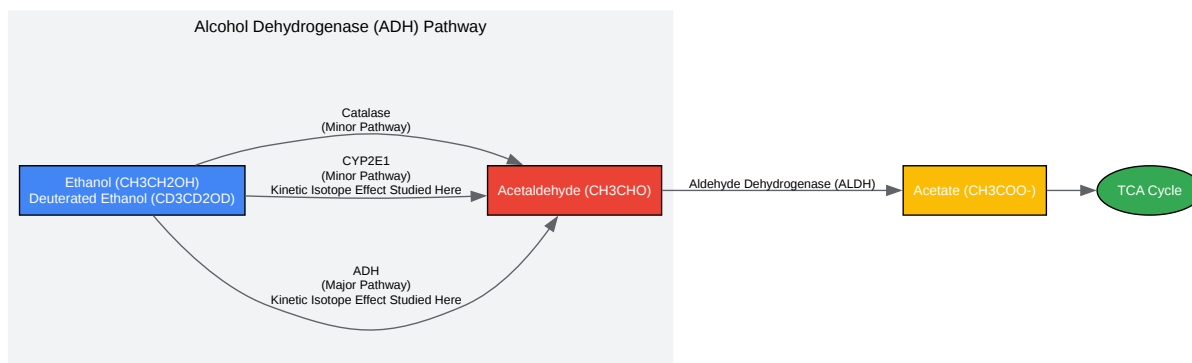 Alcohol Dehydrogenase (ADH) Pathway
Catalase
(Minor Pathway)
CYP2E1
(Minor Pathway)
Kinetic Isotope Effect Studied Here
Ethanol (CH3CH2OH)
Deuterated Ethanol (CD3CD2OD)
Acetaldehyde (CH3CHO)
Aldehyde Dehydrogenase (ALDH)
Acetate (CH3COO-)
TCA Cycle
ADH
(Major Pathway)
Kinetic Isotope Effect Studied Here